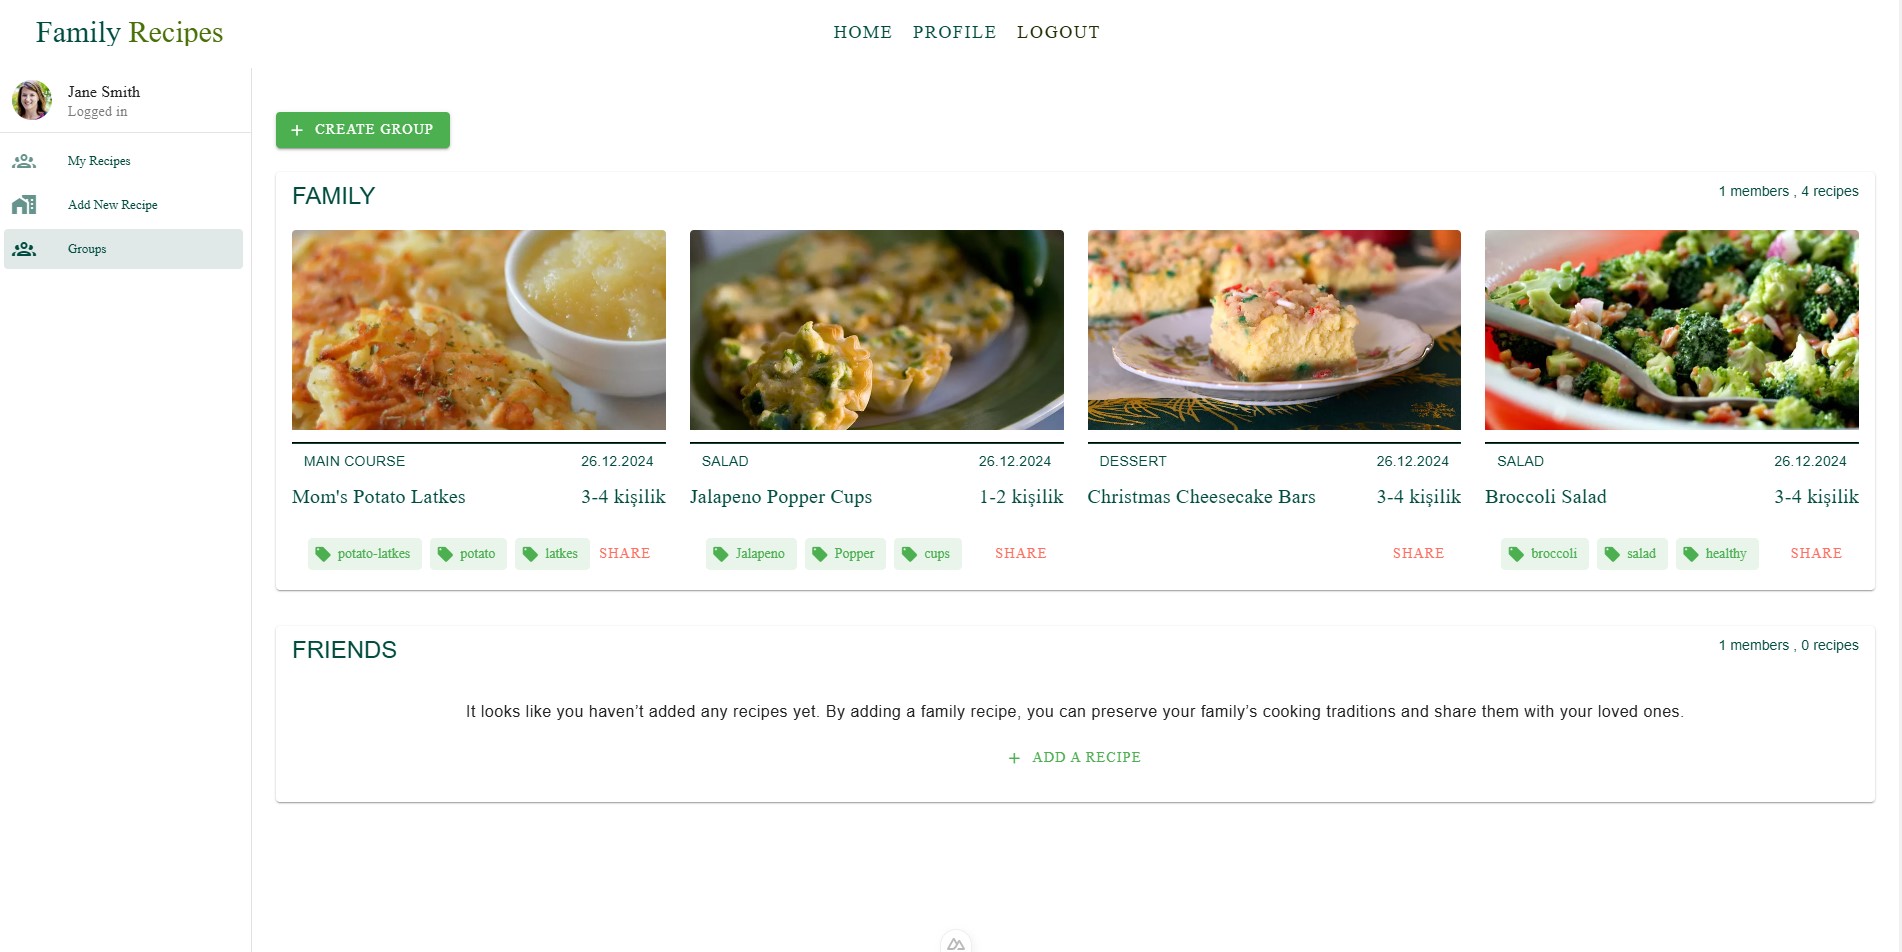 Family Recipes
HOME PROFILE LOGOUT
Jane Smith
Logged in
My Recipes
Add New Recipe
Groups
+ CREATE GROUP
FAMILY
1 members , 4 recipes
MAIN COURSE 26.12.2024
Mom's Potato Latkes 3-4 kişilik
potato-latkes potato latkes SHARE
SALAD 26.12.2024
Jalapeno Popper Cups 1-2 kişilik
Jalapeno Popper cups SHARE
DESSERT 26.12.2024
Christmas Cheesecake Bars 3-4 kişilik
SHARE
SALAD 26.12.2024
Broccoli Salad 3-4 kişilik
broccoli salad healthy SHARE
FRIENDS
1 members , 0 recipes
It looks like you haven’t added any recipes yet. By adding a family recipe, you can preserve your family’s cooking traditions and share them with your loved ones.
+ ADD A RECIPE